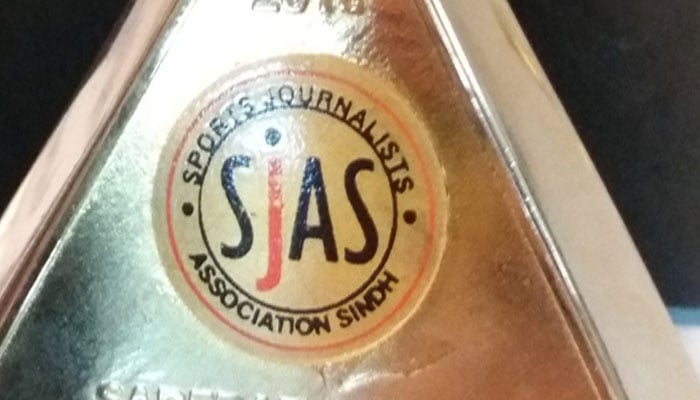 SPORTS JOURNALISTS
SjAS
ASSOCIATION SINDH